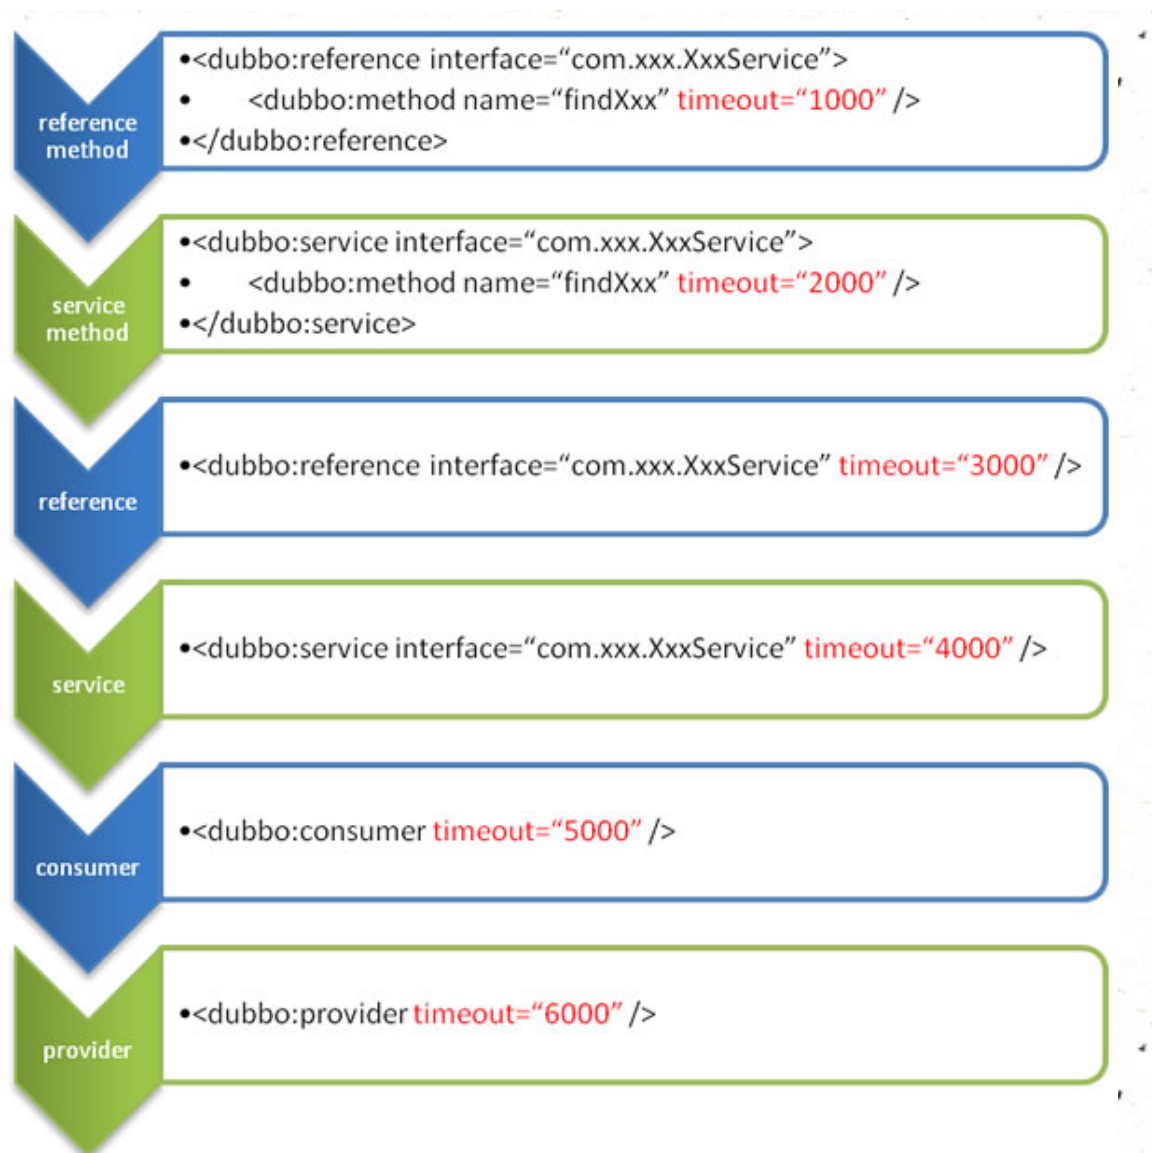 reference
method
•<dubbo:reference interface=“com.xxx.XxxService”>
• <dubbo:method name=“findXxx” timeout=“1000” />
•</dubbo:reference>
service
method
•<dubbo:service interface=“com.xxx.XxxService”>
• <dubbo:method name=“findXxx” timeout=“2000” />
•</dubbo:service>
reference
•<dubbo:reference interface=“com.xxx.XxxService” timeout=“3000” />
service
•<dubbo:service interface=“com.xxx.XxxService” timeout=“4000” />
consumer
•<dubbo:consumer timeout=“5000” />
provider
•<dubbo:provider timeout=“6000” />